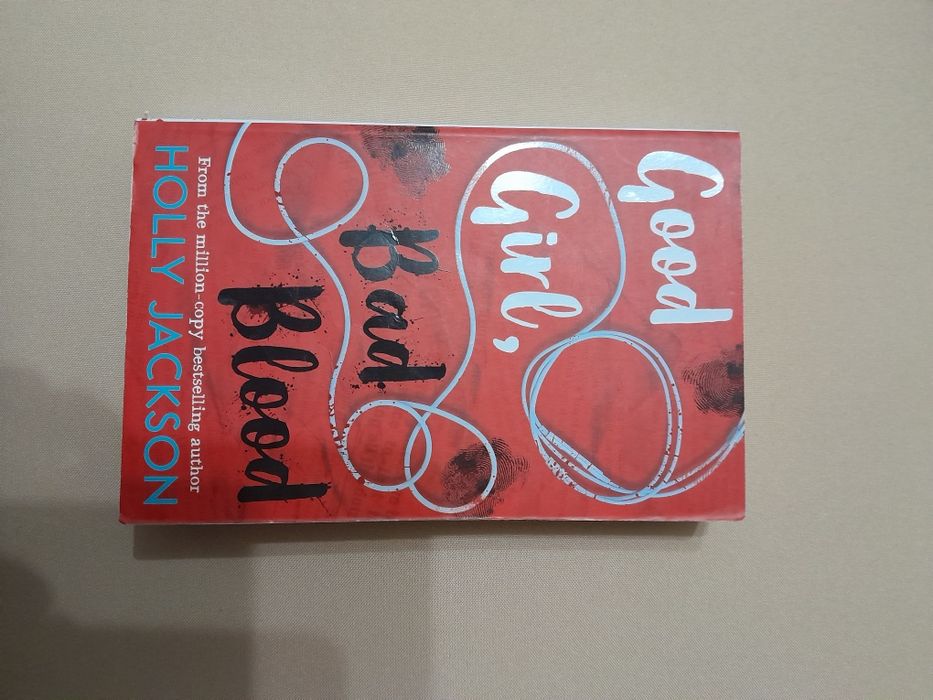 Good
Girl,
Bad
Blood
From the million-copy bestselling author
HOLLY JACKSON